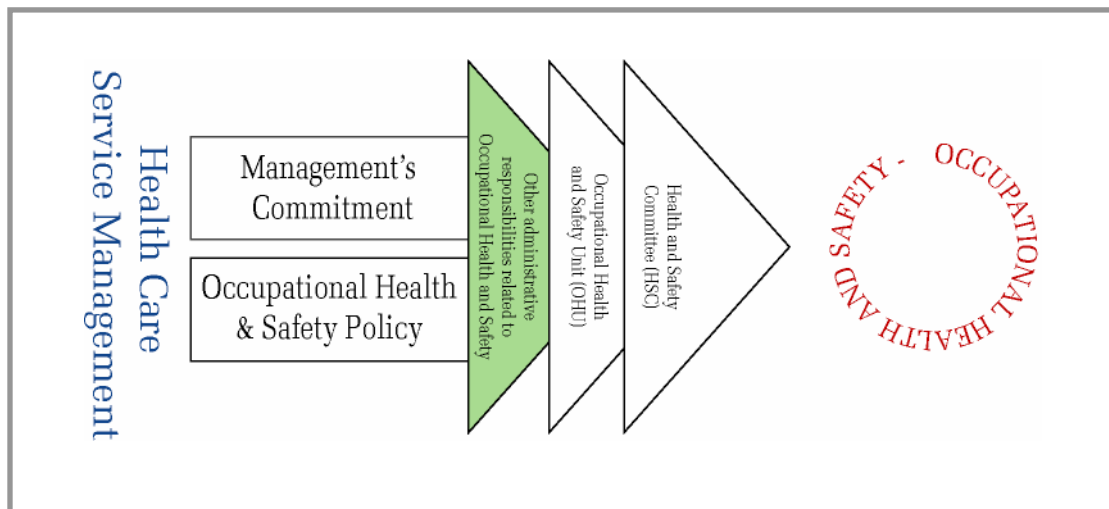 Health Care
Service Management
Management's
Commitment
Occupational Health
& Safety Policy
Other administrative
responsibilities related to
Occupational Health and Safety
Occupational Health
and Safety Unit (OHU)
Health and Safety
Committee (HSC)
OCCUPATIONAL HEALTH AND SAFETY -